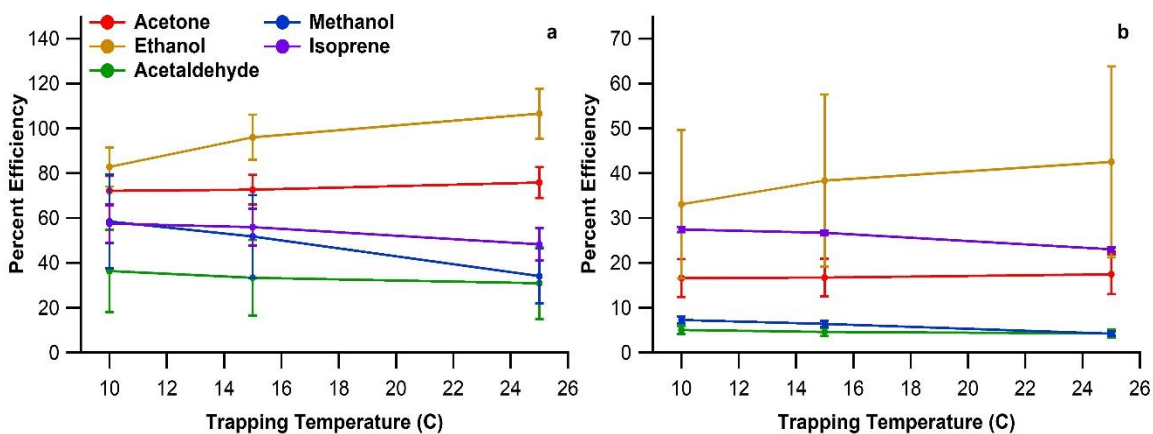 Acetone
Methanol
Ethanol
Isoprene
Acetaldehyde
a
Percent Efficiency
140
120
100
80
60
40
20
0
10 12 14 16 18 20 22 24 26
Trapping Temperature (C)
b
Percent Efficiency
70
60
50
40
30
20
10
0
10 12 14 16 18 20 22 24 26
Trapping Temperature (C)